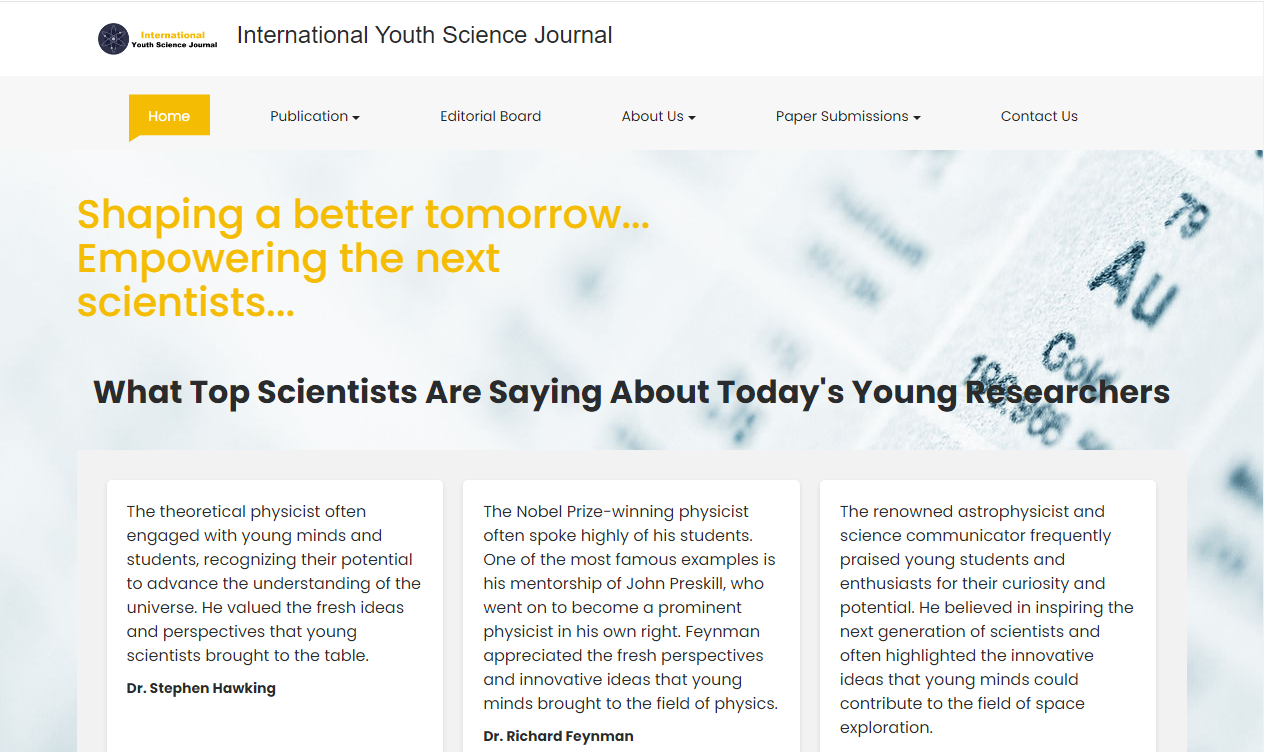 International
Youth Science Journal
International Youth Science Journal
Home
Publication
Editorial Board
About Us
Paper Submissions
Contact Us
Shaping a better tomorrow...
Empowering the next
scientists...
79
Au
Gold
What Top Scientists Are Saying About Today's Young Researchers
The theoretical physicist often
engaged with young minds and
students, recognizing their potential
to advance the understanding of the
universe. He valued the fresh ideas
and perspectives that young
scientists brought to the table.
Dr. Stephen Hawking
The Nobel Prize-winning physicist
often spoke highly of his students.
One of the most famous examples is
his mentorship of John Preskill, who
went on to become a prominent
physicist in his own right. Feynman
appreciated the fresh perspectives
and innovative ideas that young
minds brought to the field of physics.
Dr. Richard Feynman
The renowned astrophysicist and
science communicator frequently
praised young students and
enthusiasts for their curiosity and
potential. He believed in inspiring the
next generation of scientists and
often highlighted the innovative
ideas that young minds could
contribute to the field of space
exploration.